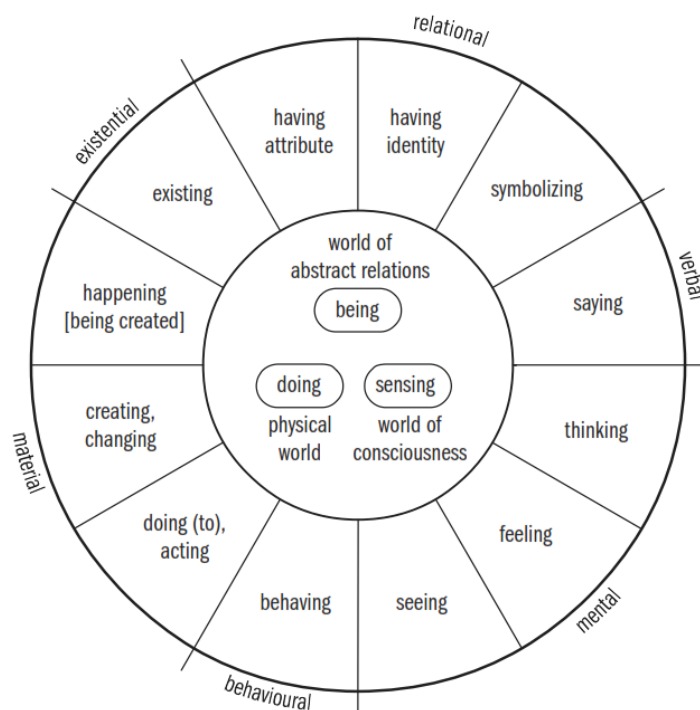 relational
existential
having
attribute
having
identity
existing
symbolizing
verbal
happening
[being created]
world of
abstract relations
being
saying
doing
sensing
physical
world
world of
consciousness
creating,
changing
thinking
material
doing (to),
acting
feeling
behaving
seeing
mental
behavioural